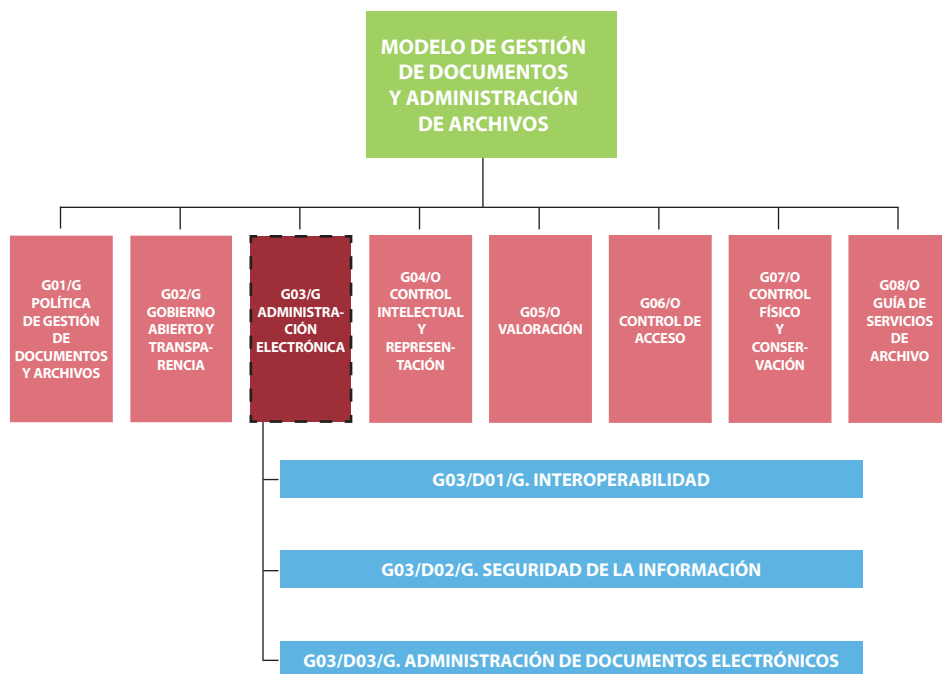 MODELO DE GESTIÓN
DE DOCUMENTOS
Y ADMINISTRACIÓN
DE ARCHIVOS
G01/G
POLÍTICA
DE GESTIÓN
DE
DOCUMENTOS
Y ARCHIVOS
G02/G
GOBIERNO
ABIERTO Y
TRANSPA-
RENCIA
G03/G
ADMINISTRA-
CIÓN
ELECTRÓNICA
G04/O
CONTROL
INTELECTUAL
Y
REPRESEN-
TACIÓN
G05/O
VALORACIÓN
G06/O
CONTROL DE
ACCESO
G07/O
CONTROL
FÍSICO
Y
CONSER-
VACIÓN
G08/O
GUÍA DE
SERVICIOS
DE
ARCHIVO
G03/D01/G. INTEROPERABILIDAD
G03/D02/G. SEGURIDAD DE LA INFORMACIÓN
G03/D03/G. ADMINISTRACIÓN DE DOCUMENTOS ELECTRÓNICOS